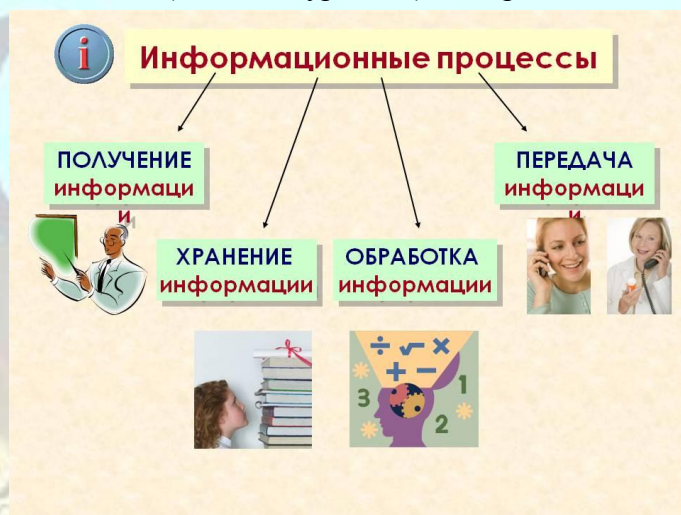 i
Информационные процессы
ПОЛУЧЕНИЕ
информаци
и
ПЕРЕДАЧА
информаци
и
ХРАНЕНИЕ
информации
ОБРАБОТКА
информации
÷ √ ×
+ −
3
1
2